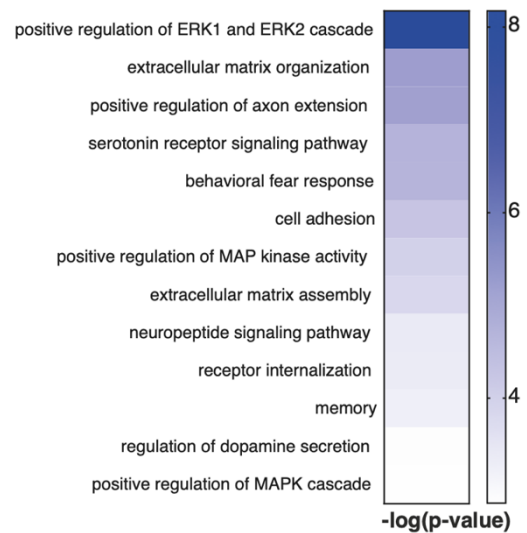 positive regulation of ERK1 and ERK2 cascade
extracellular matrix organization
positive regulation of axon extension
serotonin receptor signaling pathway
behavioral fear response
cell adhesion
positive regulation of MAP kinase activity
extracellular matrix assembly
neuropeptide signaling pathway
receptor internalization
memory
regulation of dopamine secretion
positive regulation of MAPK cascade
8
6
4
-log(p-value)